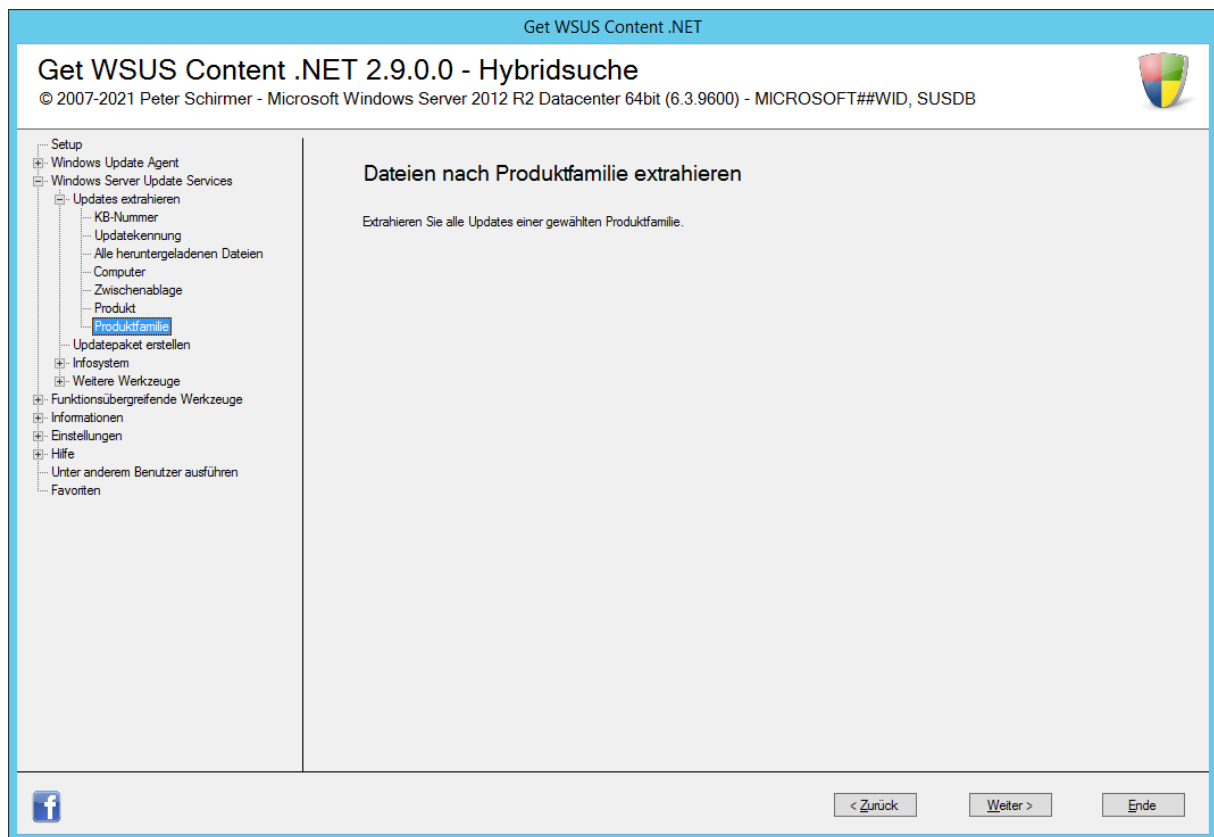 Get WSUS Content .NET
Get WSUS Content .NET 2.9.0.0 - Hybridsuche
© 2007-2021 Peter Schirmer - Microsoft Windows Server 2012 R2 Datacenter 64bit (6.3.9600) - MICROSOFT##WID, SUSDB
Setup
Windows Update Agent
Windows Server Update Services
Updates extrahieren
KB-Nummer
Updatekennung
Alle heruntergeladenen Dateien
Computer
Zwischenablage
Produkt
Produktfamilie
Updatepaket erstellen
Infosystem
Weitere Werkzeuge
Funktionsübergreifende Werkzeuge
Informationen
Einstellungen
Hilfe
Unter anderem Benutzer ausführen
Favoriten
Dateien nach Produktfamilie extrahieren
Extrahieren Sie alle Updates einer gewählten Produktfamilie.
f
< Zurück
Weiter >
Ende